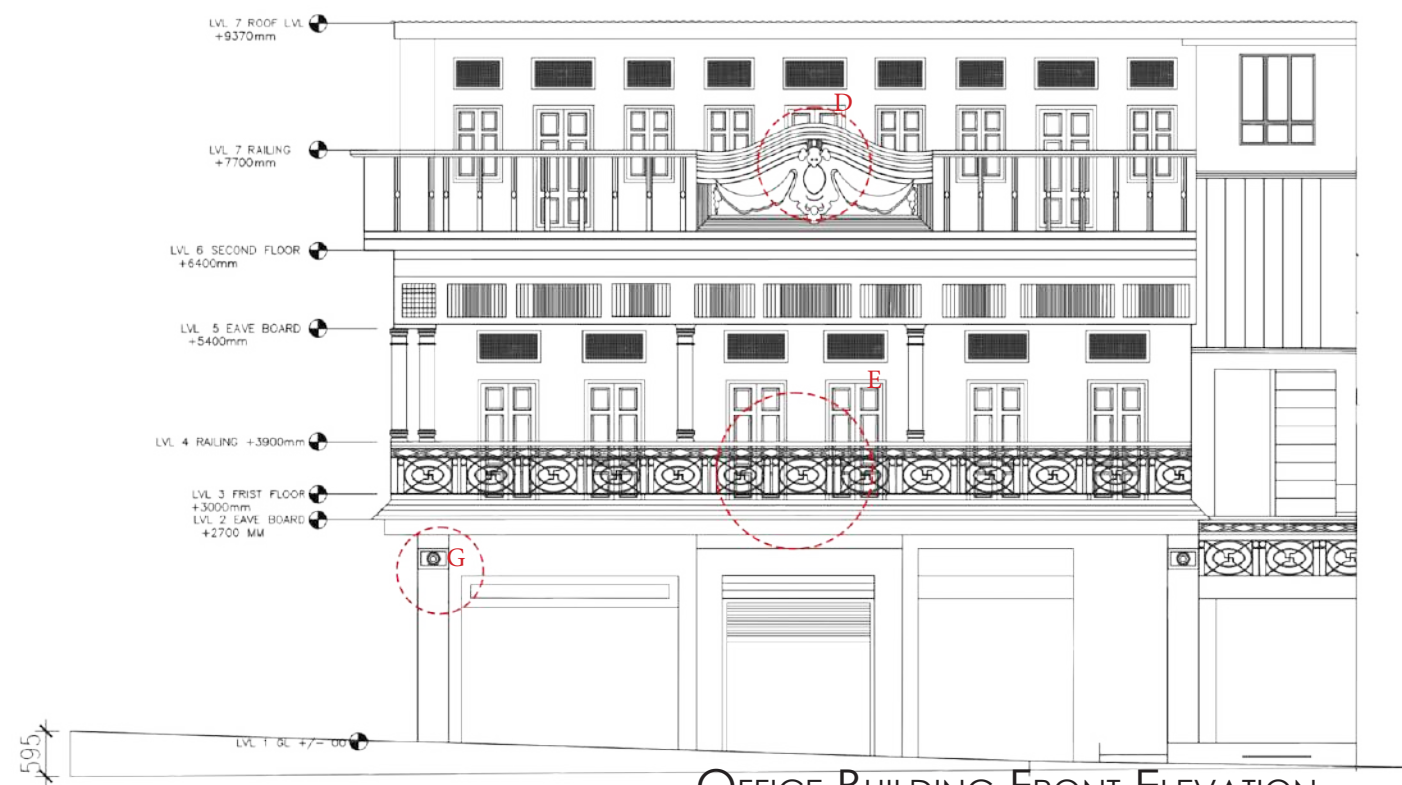 LVL 7 ROOF LVL
+9370mm
D
LVL 7 RAILING
+7700mm
LVL 6 SECOND FLOOR
+6400mm
LVL 5 EAVE BOARD
+5400mm
E
LVL 4 RAILING +3900mm
LVL 3 FRIST FLOOR
+3000mm
LVL 2 EAVE BOARD
+2700 MM
G
LVL 1 GL +/- 00
595
OFFICE BUILDING FRONT ELEVATION